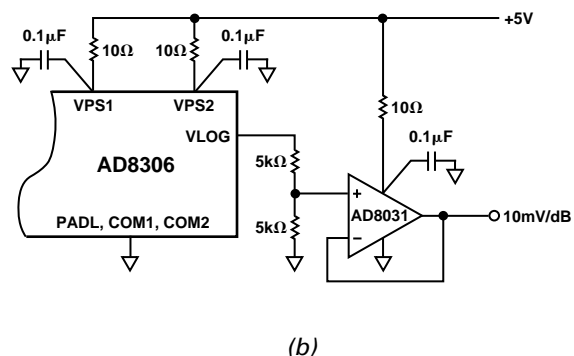 +5V
0.1μF
10Ω
10Ω
0.1μF
10Ω
VPS1
VPS2
0.1μF
VLOG
AD8306
5kΩ
+
AD8031
10mV/dB
PADL, COM1, COM2
5kΩ
–
(b)